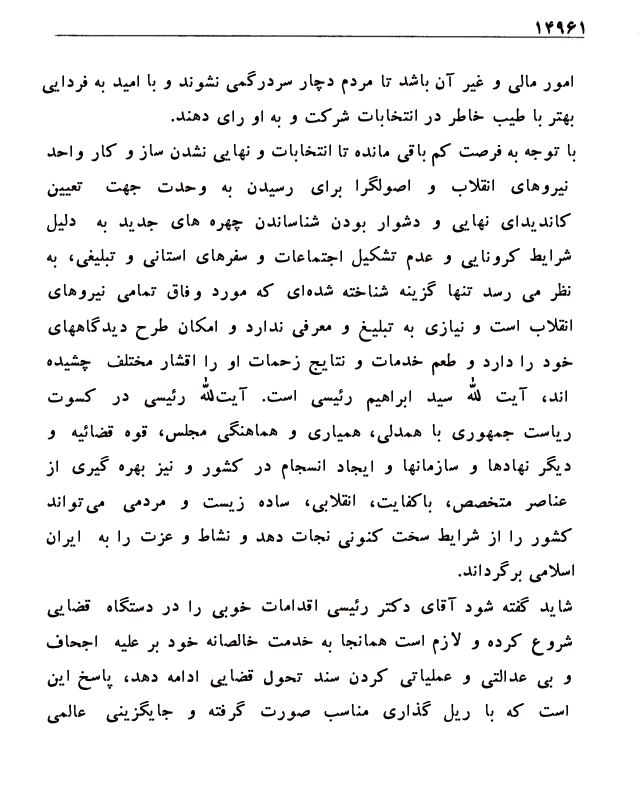 ۱۴۹۶۱
امور مالی و غیر آن باشد تا مردم دچار سردرگمی نشوند و با امید به فردایی
بهتر با طیب خاطر در انتخابات شرکت و به او رای دهند.
با توجه به فرصت کم باقی مانده تا انتخابات و نهایی نشدن ساز و کار واحد
نیروهای انقلاب و اصولگرا برای رسیدن به وحدت جهت تعیین
کاندیدای نهایی و دشوار بودن شناساندن چهره های جدید به دلیل
شرایط کرونایی و عدم تشکیل اجتماعات و سفرهای استانی و تبلیغی، به
نظر می رسد تنها گزینه شناخته شده‌ای که مورد وفاق تمامی نیروهای
انقلاب است و نیازی به تبلیغ و معرفی ندارد و امکان طرح دیدگاههای
خود را دارد و طعم خدمات و نتایج زحمات او را اقشار مختلف چشیده
اند، آیت لله سید ابراهیم رئیسی است. آیت‌لله رئیسی در کسوت
ریاست جمهوری با همدلی، همیاری و هماهنگی مجلس، قوه قضائیه و
دیگر نهادها و سازمانها و ایجاد انسجام در کشور و نیز بهره گیری از
عناصر متخصص، باکفایت، انقلابی، ساده زیست و مردمی می‌تواند
کشور را از شرایط سخت کنونی نجات دهد و نشاط و عزت را به ایران
اسلامی برگرداند.
شاید گفته شود آقای دکتر رئیسی اقدامات خوبی را در دستگاه قضایی
شروع کرده و لازم است همانجا به خدمت خالصانه خود بر علیه اجحاف
و بی عدالتی و عملیاتی کردن سند تحول قضایی ادامه دهد، پاسخ این
است که با ریل گذاری مناسب صورت گرفته و جایگزینی عالمی